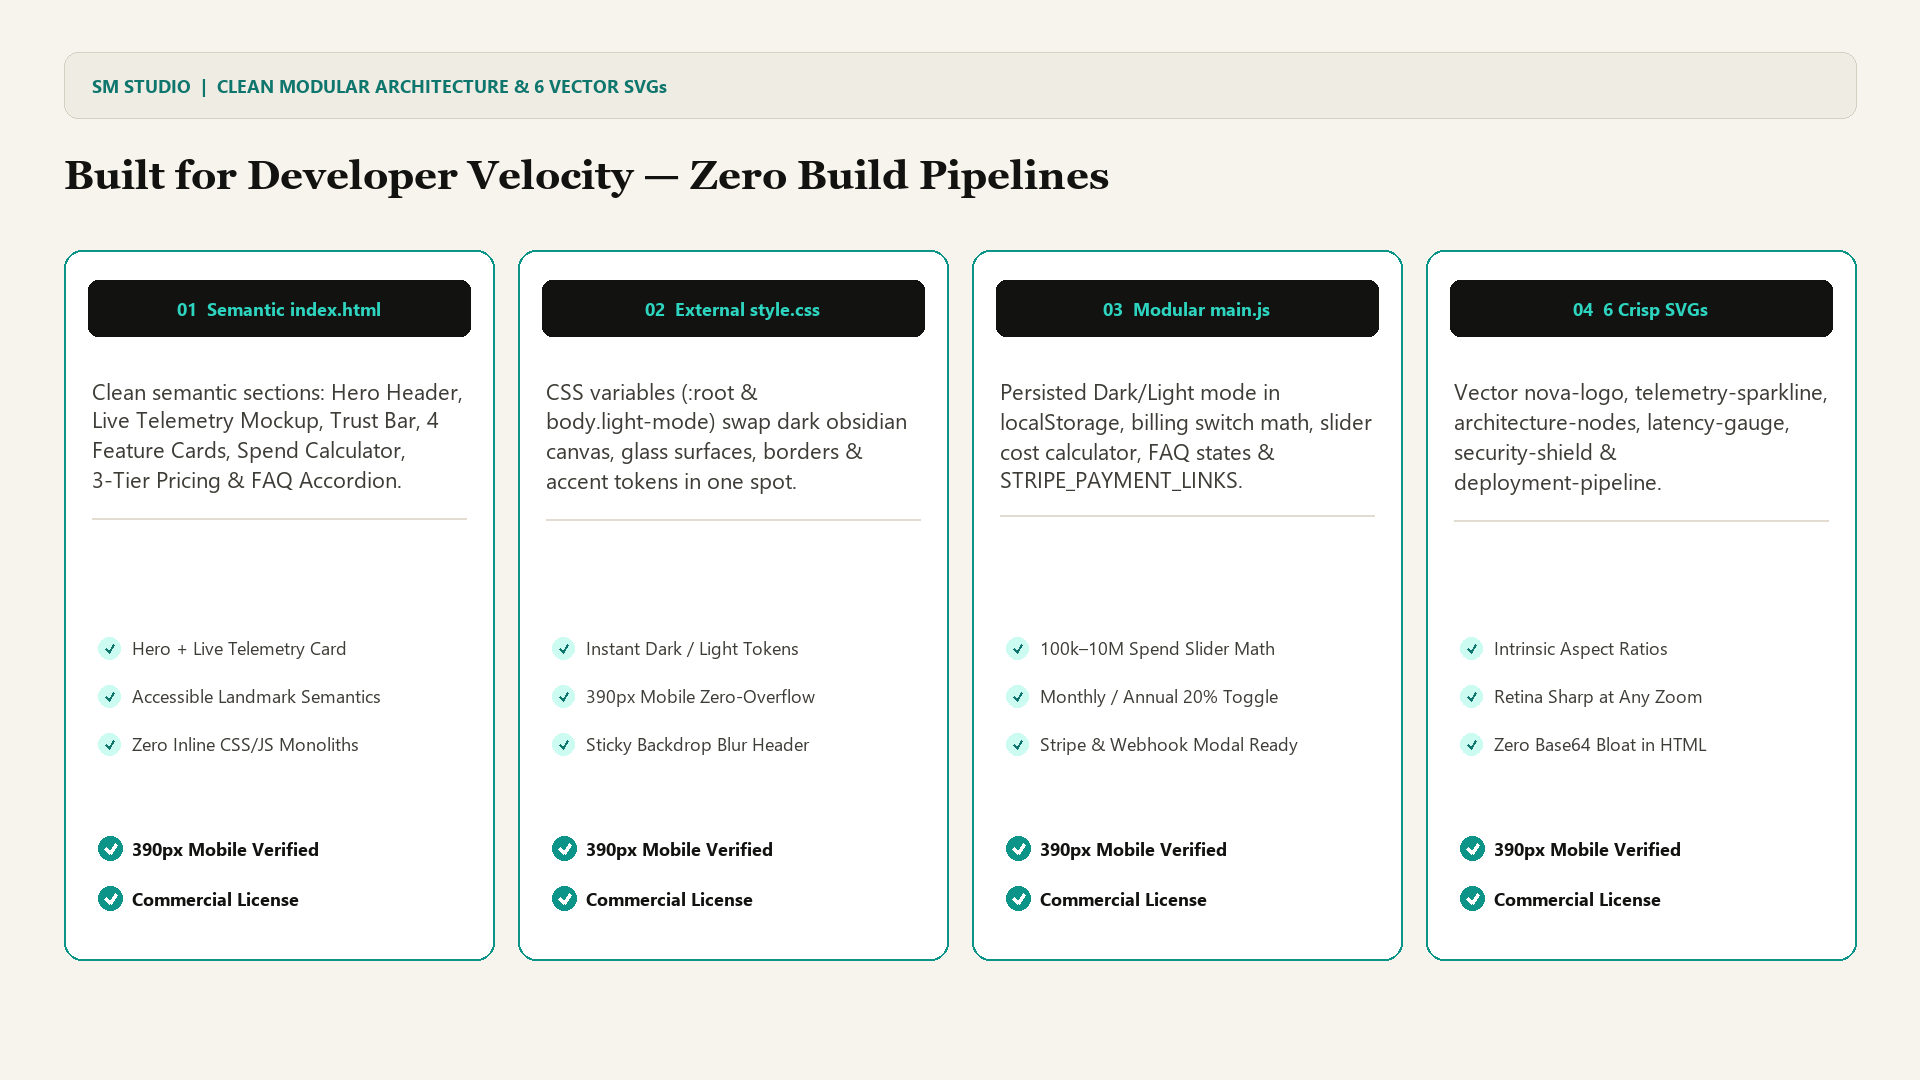 SM STUDIO | CLEAN MODULAR ARCHITECTURE & 6 VECTOR SVGs
Built for Developer Velocity — Zero Build Pipelines
01 Semantic index.html
Clean semantic sections: Hero Header,
Live Telemetry Mockup, Trust Bar, 4
Feature Cards, Spend Calculator,
3-Tier Pricing & FAQ Accordion.
Hero + Live Telemetry Card
Accessible Landmark Semantics
Zero Inline CSS/JS Monoliths
390px Mobile Verified
Commercial License
02 External style.css
CSS variables (:root &
body.light-mode) swap dark obsidian
canvas, glass surfaces, borders &
accent tokens in one spot.
Instant Dark / Light Tokens
390px Mobile Zero-Overflow
Sticky Backdrop Blur Header
390px Mobile Verified
Commercial License
03 Modular main.js
Persisted Dark/Light mode in
localStorage, billing switch math, slider
cost calculator, FAQ states &
STRIPE_PAYMENT_LINKS.
100k–10M Spend Slider Math
Monthly / Annual 20% Toggle
Stripe & Webhook Modal Ready
390px Mobile Verified
Commercial License
04 6 Crisp SVGs
Vector nova-logo, telemetry-sparkline,
architecture-nodes, latency-gauge,
security-shield &
deployment-pipeline.
Intrinsic Aspect Ratios
Retina Sharp at Any Zoom
Zero Base64 Bloat in HTML
390px Mobile Verified
Commercial License